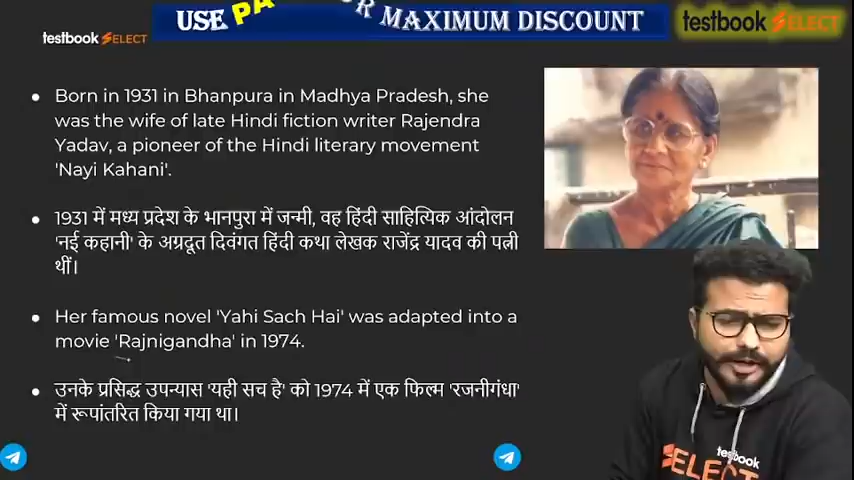 USE PA
R MAXIMUM DISCOUNT
testbook SELECT
testbook SELECT
Born in 1931 in Bhanpura in Madhya Pradesh, she
was the wife of late Hindi fiction writer Rajendra
Yadav, a pioneer of the Hindi literary movement
'Nayi Kahani'.
1931 में मध्य प्रदेश के भानपुरा में जन्मी, वह हिंदी साहित्यिक आंदोलन
'नई कहानी' के अग्रदूत दिवंगत हिंदी कथा लेखक राजेंद्र यादव की पत्नी
थीं।
Her famous novel 'Yahi Sach Hai' was adapted into a
movie 'Rajnigandha' in 1974.
उनके प्रसिद्ध उपन्यास 'यही सच है' को 1974 में एक फिल्म 'रजनीगंधा'
में रूपांतरित किया गया था।
testbook
SELECT